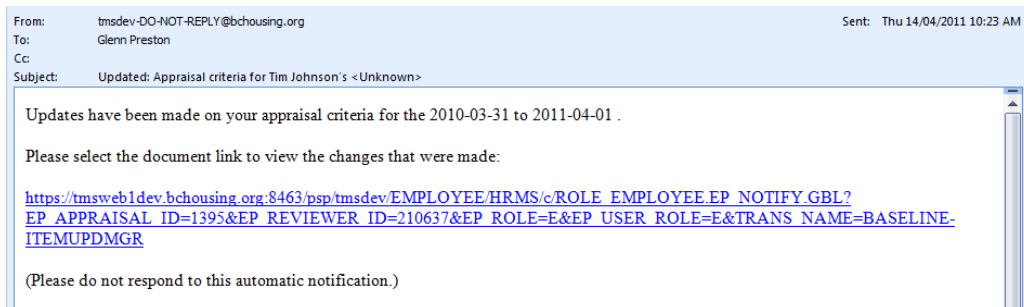 From: tmsdev-DO-NOT-REPLY@bchousing.org Sent: Thu 14/04/2011 10:23 AM
To: Glenn Preston
Cc:
Subject: Updated: Appraisal criteria for Tim Johnson's <Unknown>
Updates have been made on your appraisal criteria for the 2010-03-31 to 2011-04-01 .
Please select the document link to view the changes that were made:
https://tmsweb1dev.bchousing.org:8463/psp/tmsdev/EMPLOYEE/HRMS/c/ROLE_EMPLOYEE.EP_NOTIFY.GBL?
EP_APPRAISAL_ID=1395&EP_REVIEWER_ID=210637&EP_ROLE=E&EP_USER_ROLE=E&TRANS_NAME=BASELINE-
ITEMUPDMGR
(Please do not respond to this automatic notification.)